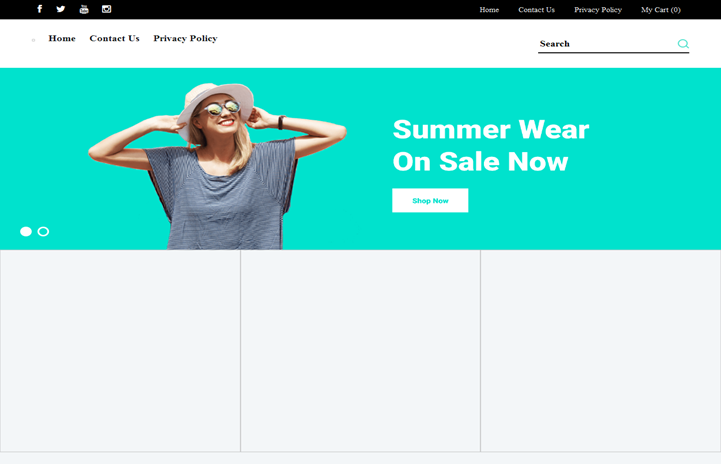 Home Contact Us Privacy Policy My Cart (0)
Home Contact Us Privacy Policy
Search
Summer Wear
On Sale Now
Shop Now